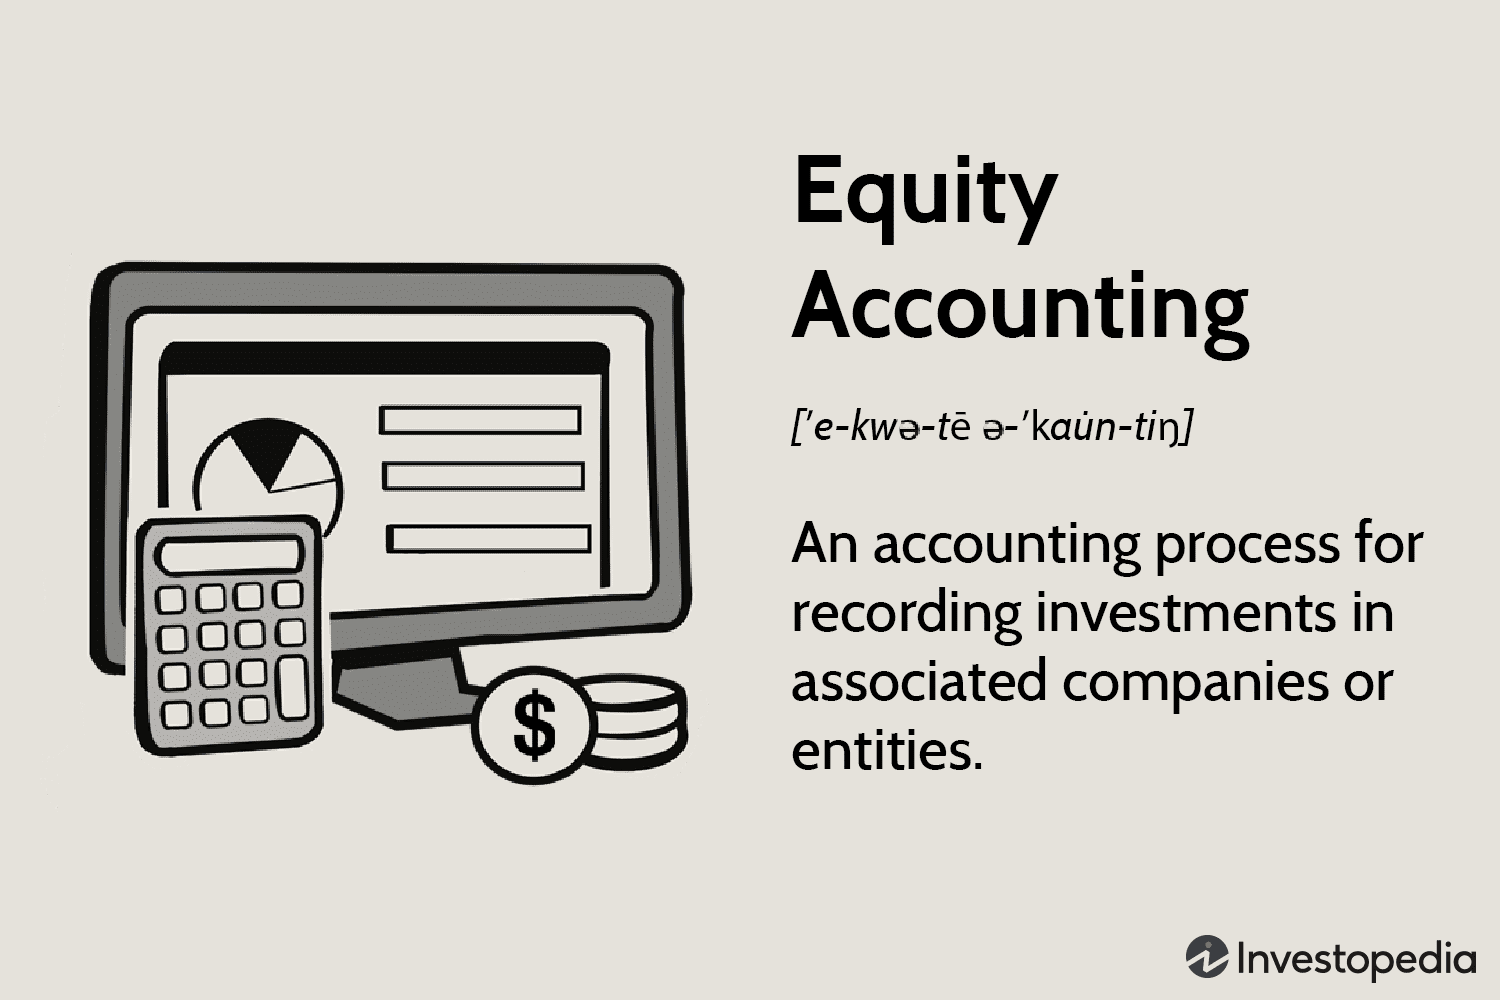 Equity
Accounting
[ˈe-kwə-tē ə-ˈkau̇n-tiŋ]
An accounting process for
recording investments in
associated companies or
entities.
$
Investopedia